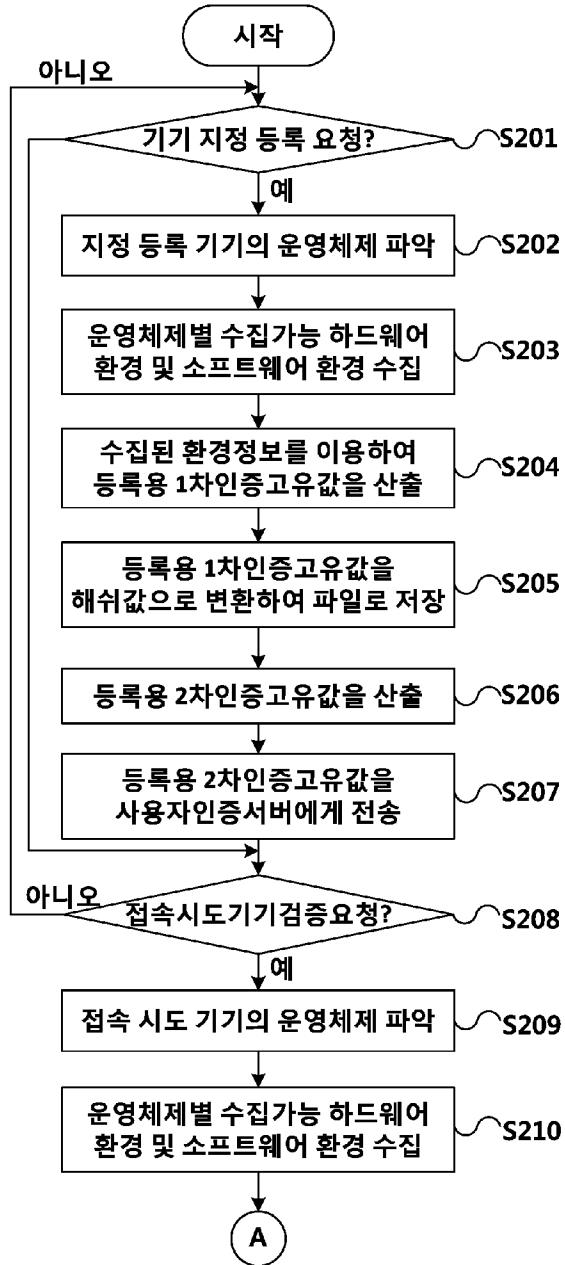 시작
아니오
기기 지정 등록 요청?
S201
예
지정 등록 기기의 운영체제 파악
S202
운영체제별 수집가능 하드웨어
환경 및 소프트웨어 환경 수집
S203
수집된 환경정보를 이용하여
등록용 1차인증고유값을 산출
S204
등록용 1차인증고유값을
해쉬값으로 변환하여 파일로 저장
S205
등록용 2차인증고유값을 산출
S206
등록용 2차인증고유값을
사용자인증서버에게 전송
S207
아니오
접속시도기기검증요청?
S208
예
접속 시도 기기의 운영체제 파악
S209
운영체제별 수집가능 하드웨어
환경 및 소프트웨어 환경 수집
S210
A